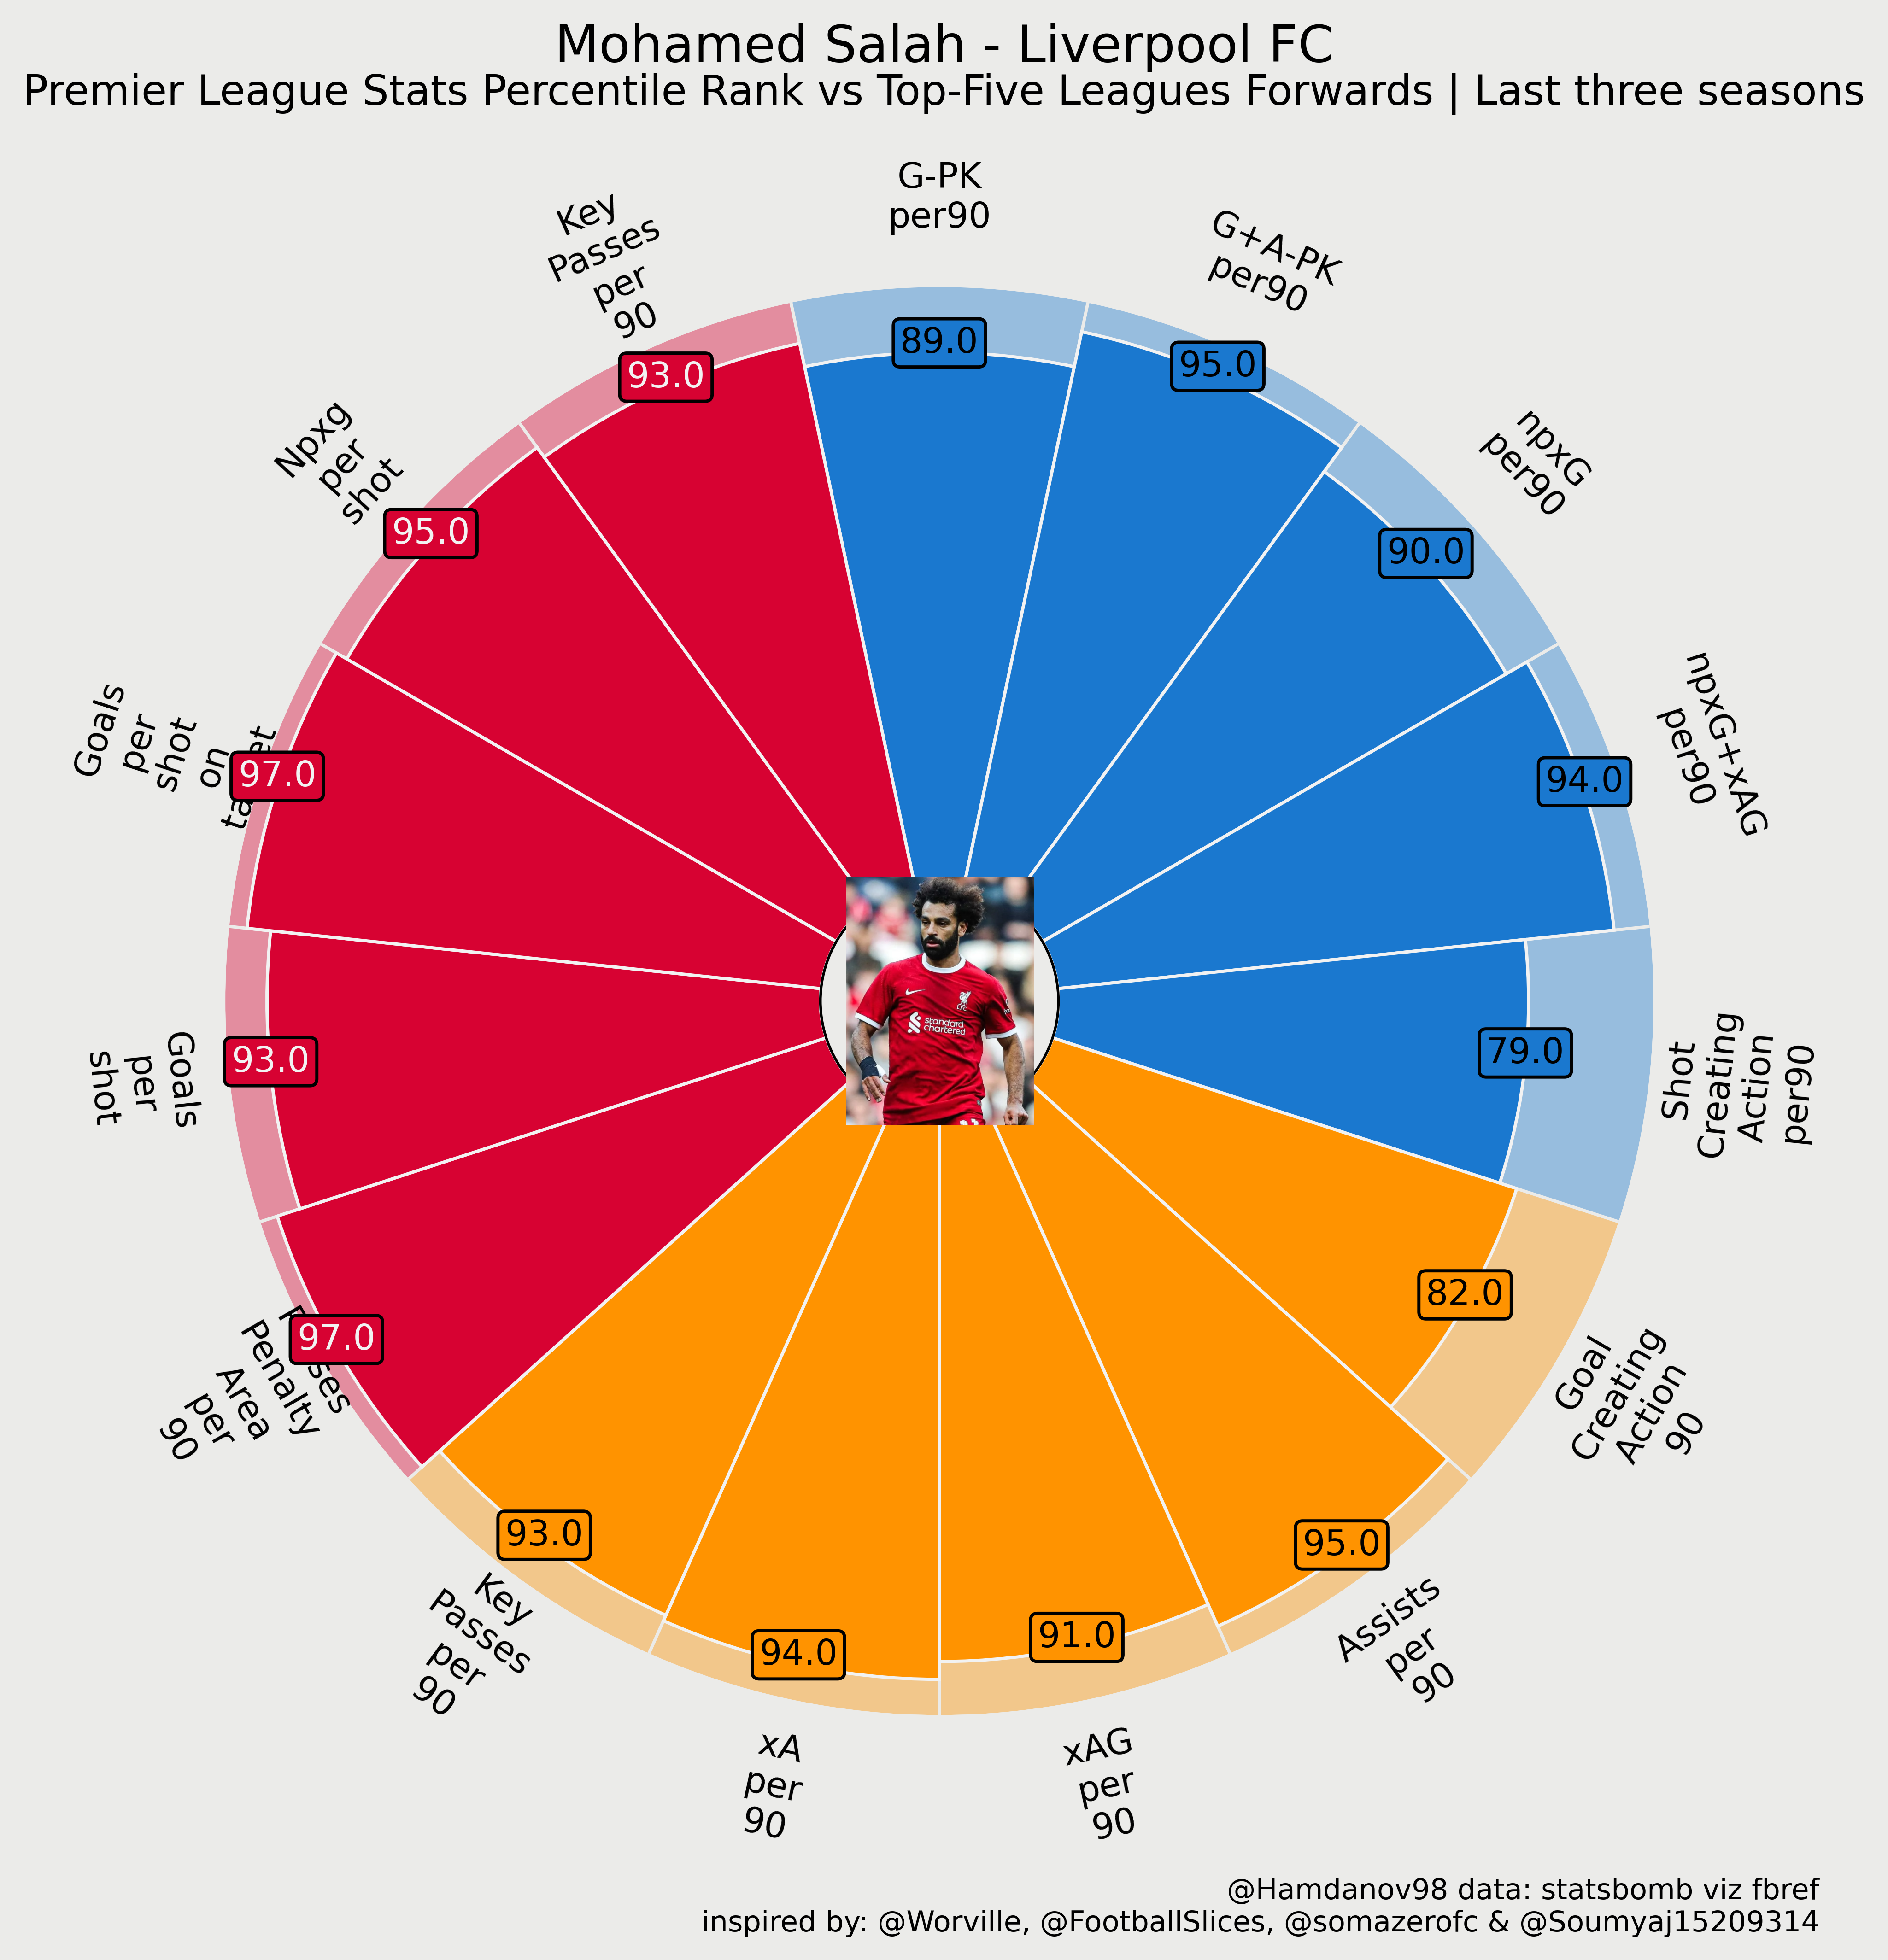 Mohamed Salah - Liverpool FC
Premier League Stats Percentile Rank vs Top-Five Leagues Forwards | Last three seasons
G-PK
per90
89.0
G+A-PK
per90
95.0
npxG
per90
90.0
npxG+xAG
per90
94.0
Shot
Creating
Action
per90
79.0
Goal
Creating
Action
90
82.0
Assists
per
90
95.0
xAG
per
90
91.0
xA
per
90
94.0
Key
Passes
per
90
93.0
Penalty
Area
per
90
97.0
Goals
per
shot
93.0
Goals
per
shot
on
97.0
Npxg
per
shot
95.0
Key
Passes
per
90
93.0
standard
chartered
@Hamdanov98 data: statsbomb viz fbref
inspired by: @Worville, @FootballSlices, @somazerofc & @Soumyaj15209314